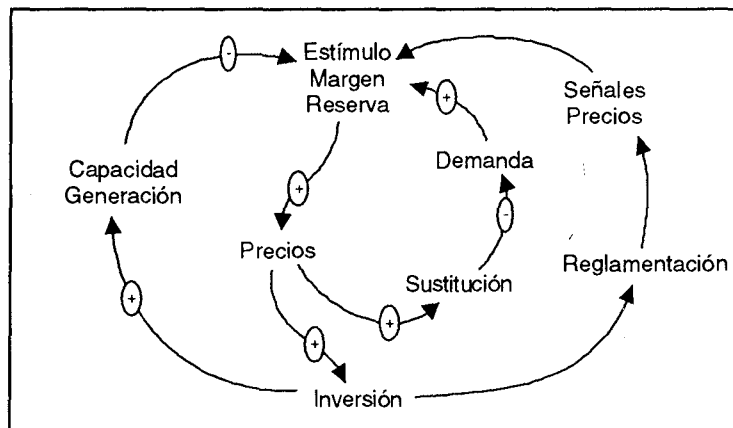 Estímulo
Margen
Reserva
Señales
Precios
Capacidad
Generación
Demanda
Precios
Sustitución
Reglamentación
Inversión
-
+
+
-
+
+
+